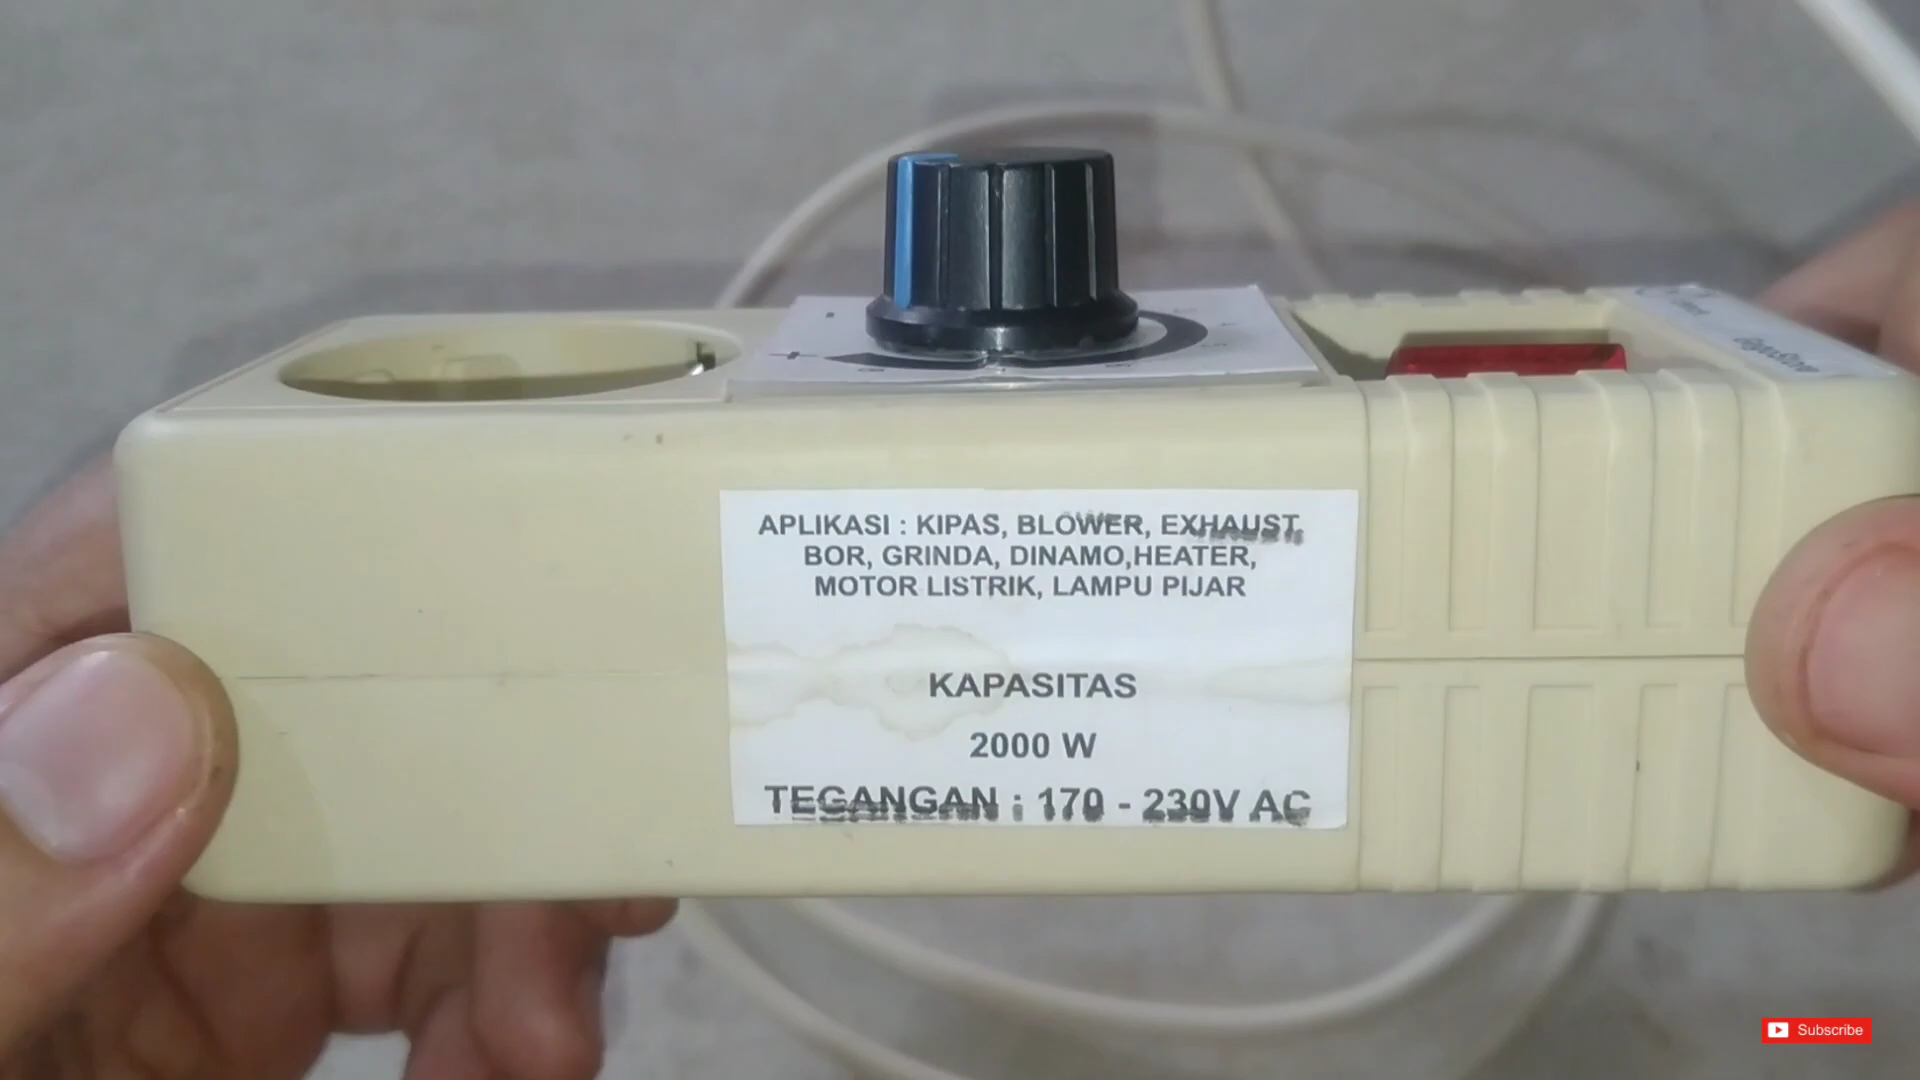 APLIKASI : KIPAS, BLOWER, EXHAUST,
BOR, GRINDA, DINAMO,HEATER,
MOTOR LISTRIK, LAMPU PIJAR
KAPASITAS
2000 W
TEGANGAN : 170 - 230V AC
Subscribe